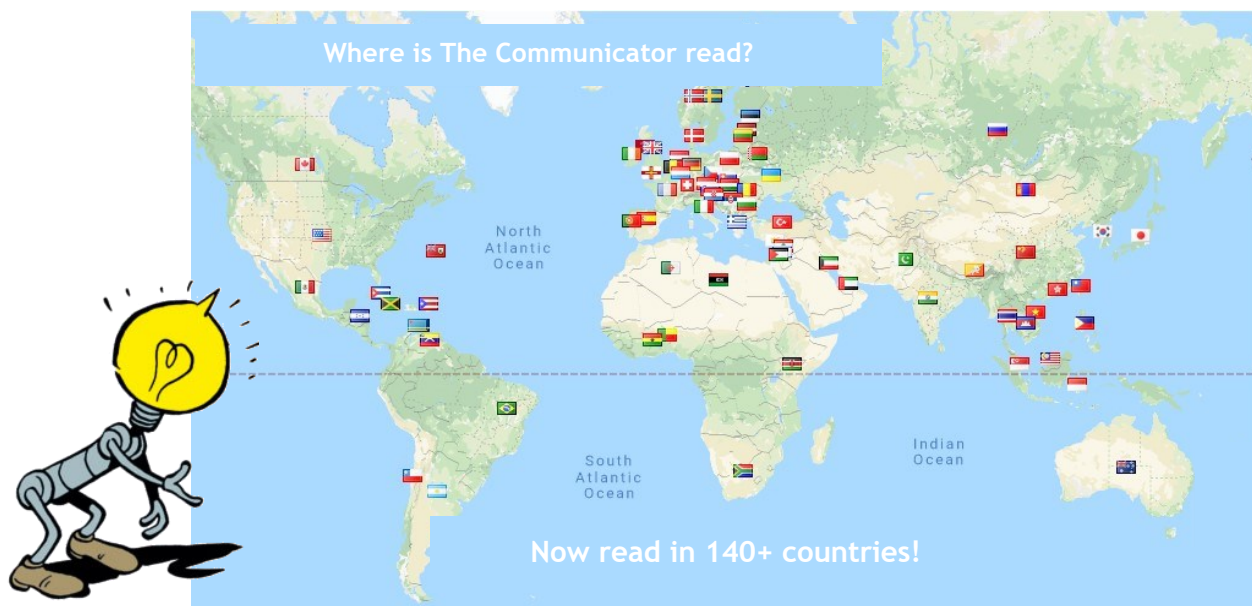 Where is The Communicator read?
North
Atlantic
Ocean
South
Atlantic
Ocean
Indian
Ocean
Now read in 140+ countries!